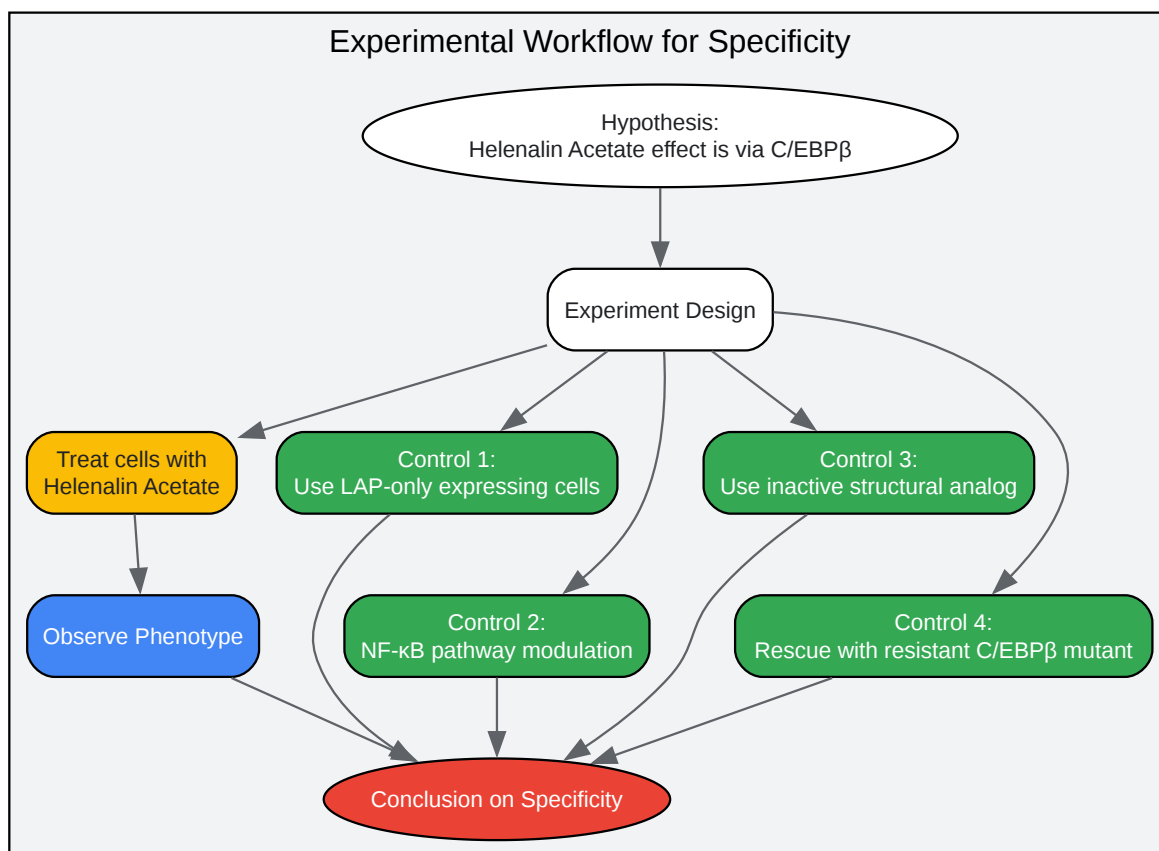 Experimental Workflow for Specificity
Hypothesis:
Helenalin Acetate effect is via C/EBPβ
Experiment Design
Treat cells with
Helenalin Acetate
Control 1:
Use LAP-only expressing cells
Control 3:
Use inactive structural analog
Observe Phenotype
Control 2:
NF-κB pathway modulation
Control 4:
Rescue with resistant C/EBPβ mutant
Conclusion on Specificity